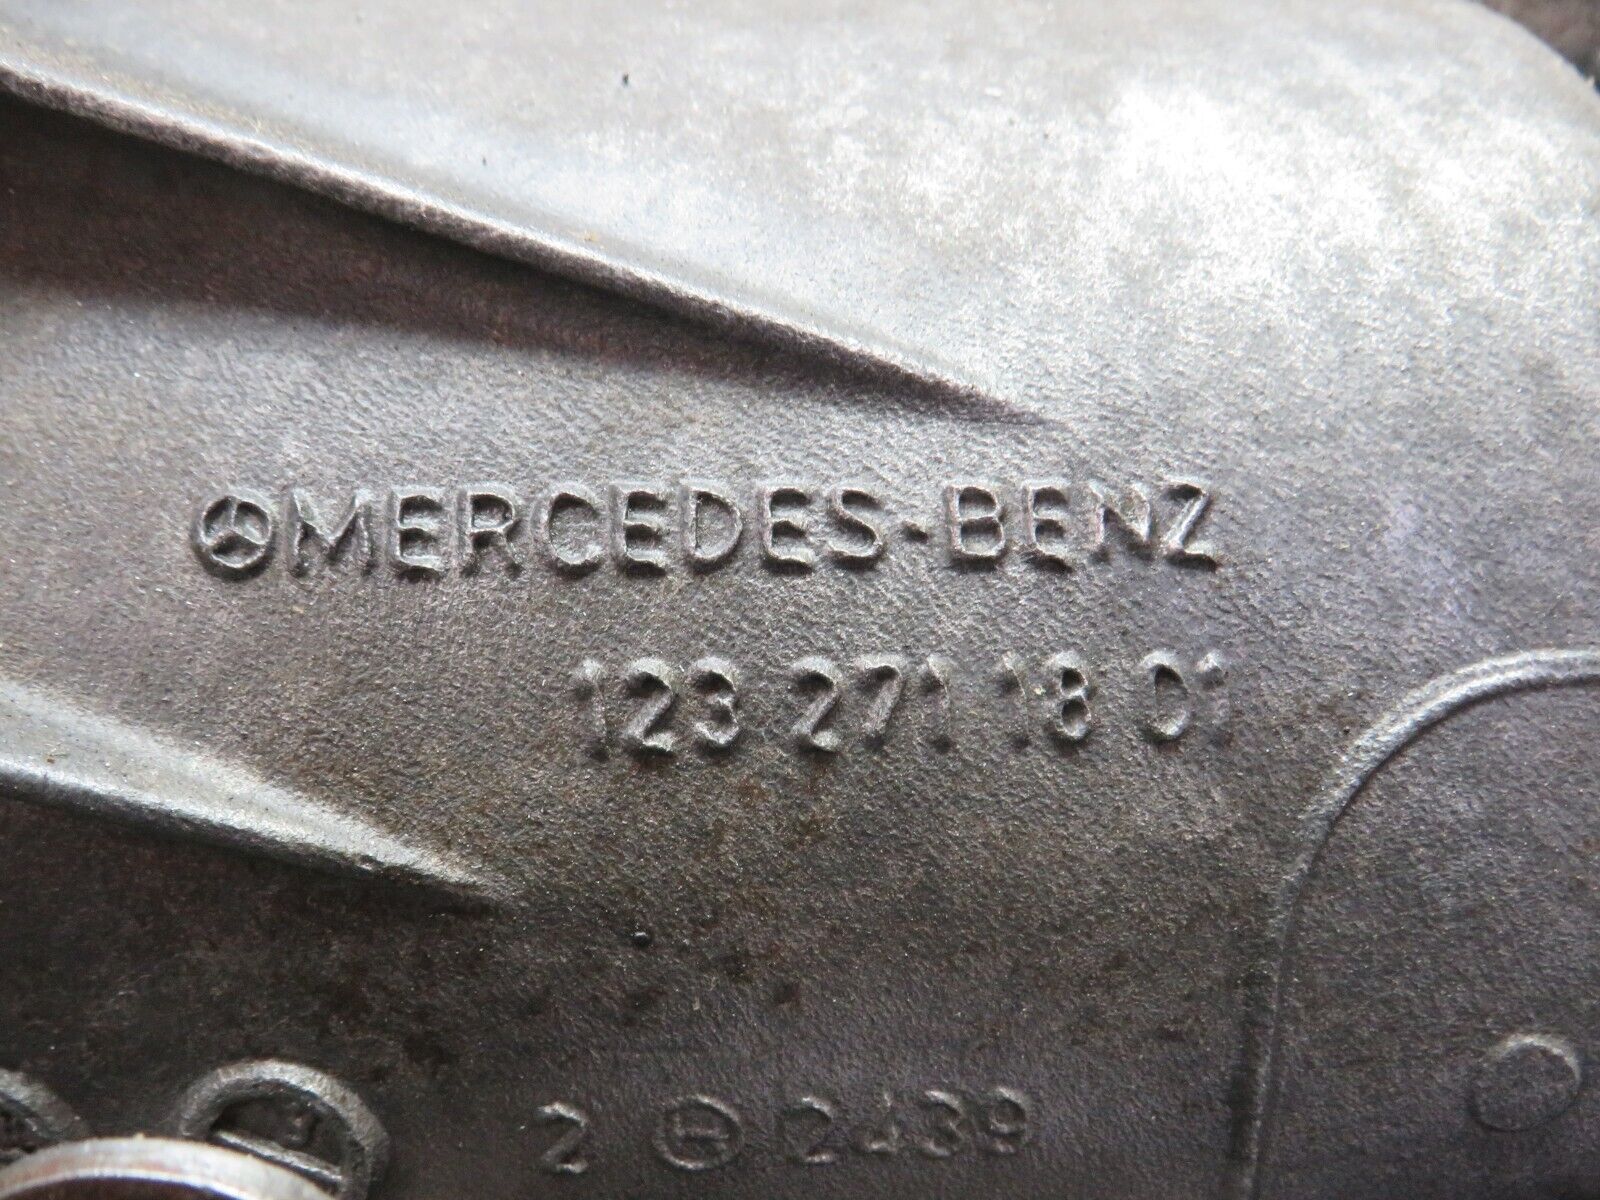 MERCEDES-BENZ
123 271 18 01
2 H 2439